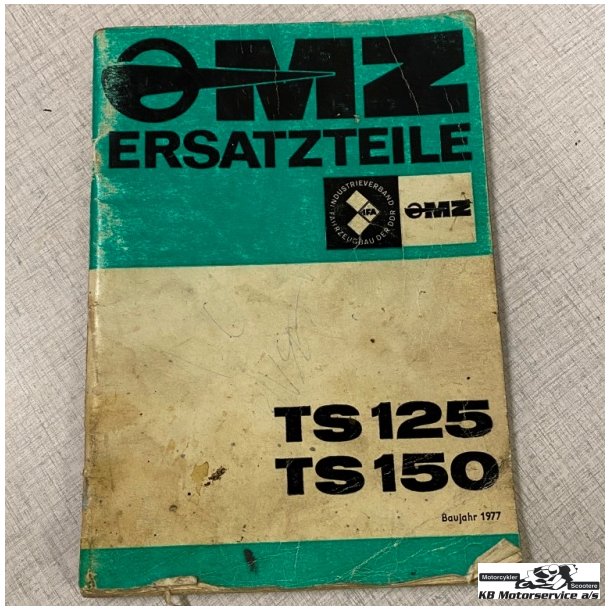 MZ
ERSATZTEILE
INDUSTRIEVERBAND
FAHRZEUGBAU DER DDR
IFA
MZ
TS 125
TS 150
Baujahr 1977
Motorcykler
Scootere
KB Motorservice a/s